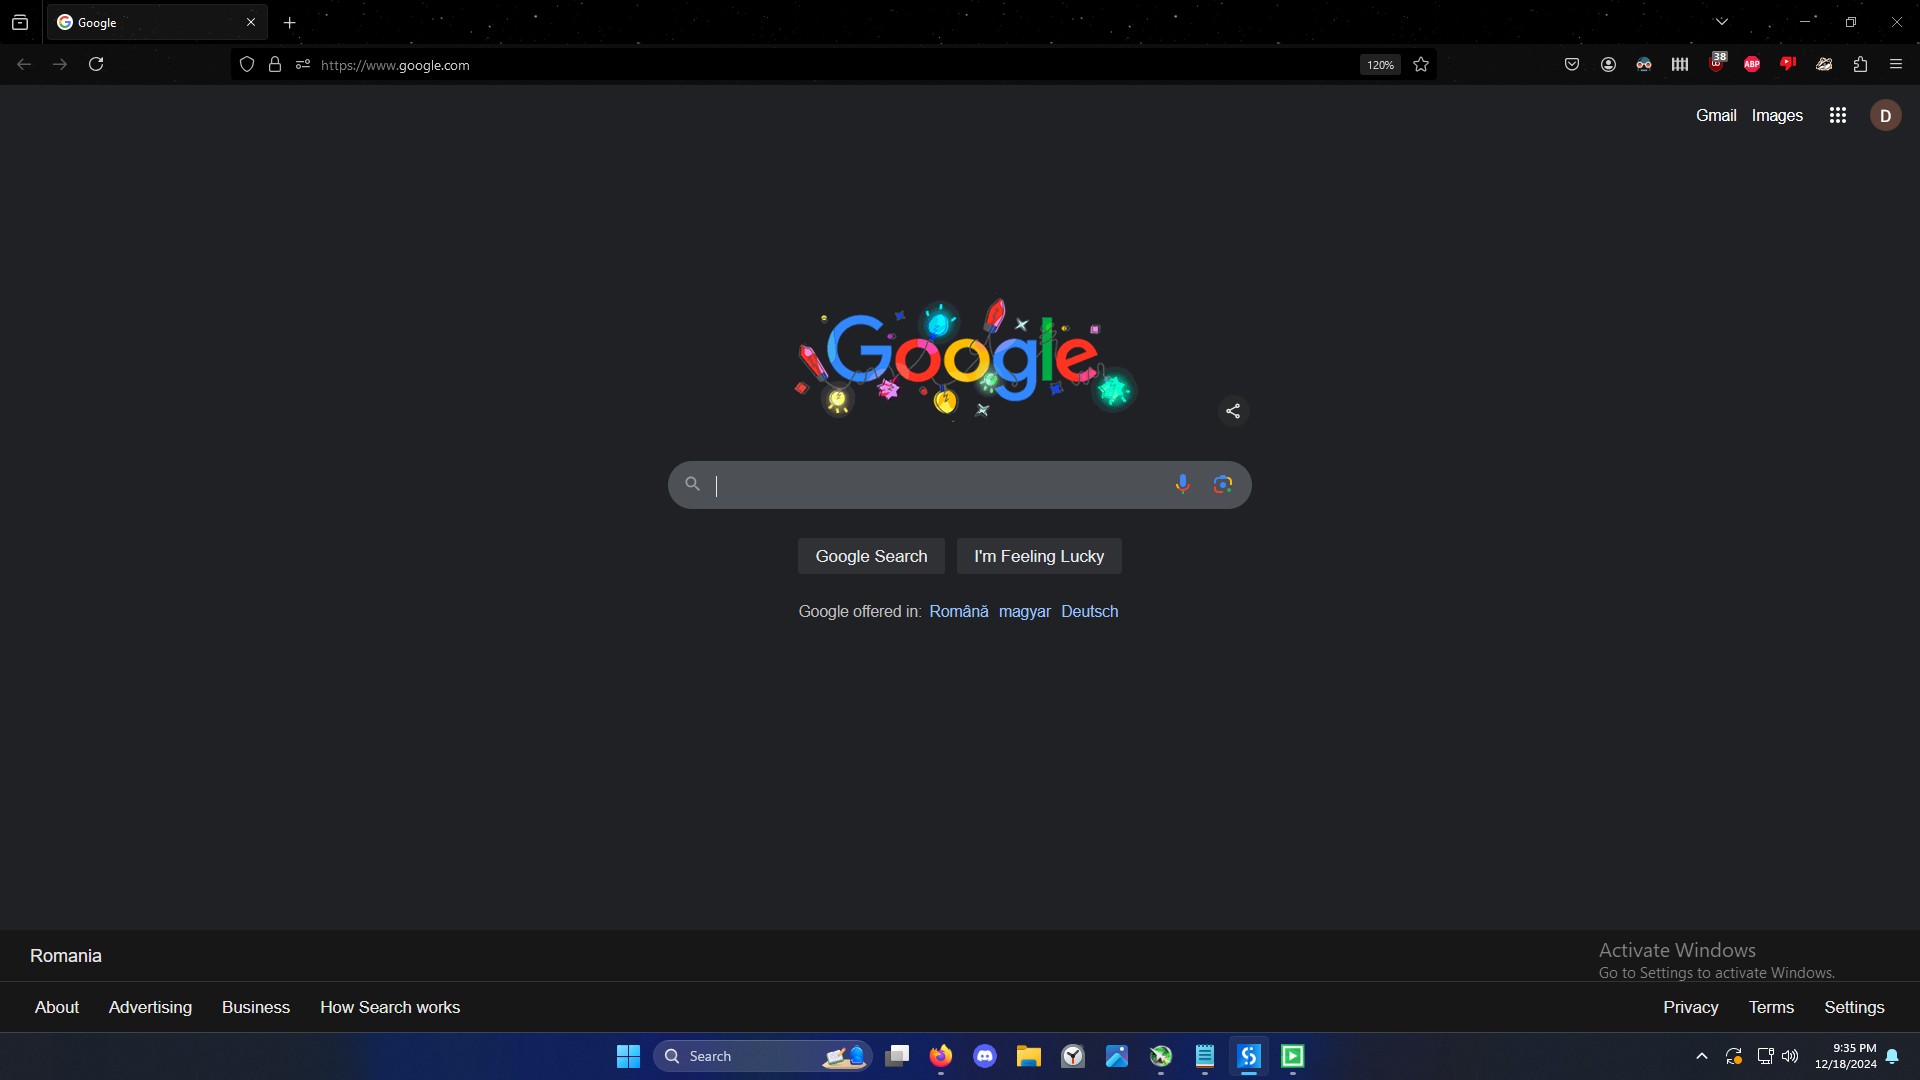 Google
https://www.google.com
120%
38
ABP
Gmail Images
D
Google
Google Search
I'm Feeling Lucky
Google offered in: Română magyar Deutsch
Romania
Activate Windows
Go to Settings to activate Windows.
About Advertising Business How Search works
Privacy Terms Settings
Search
9:35 PM
12/18/2024